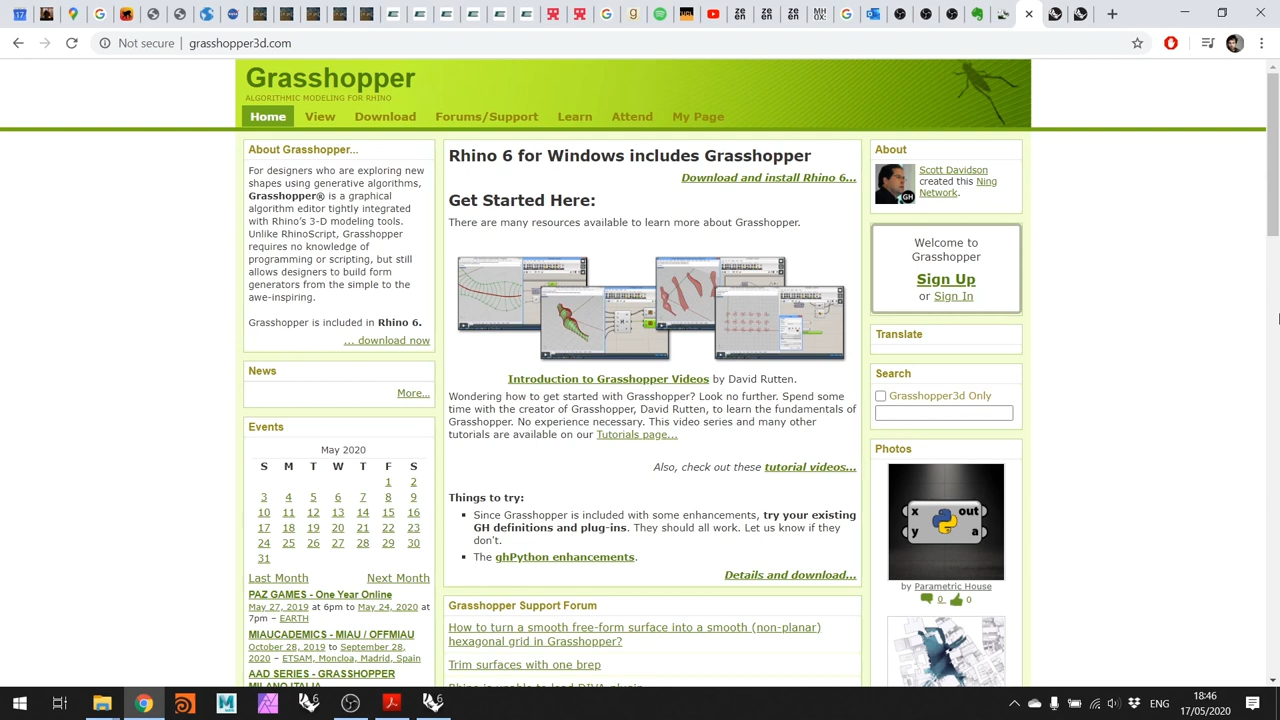 Not secure | grasshopper3d.com
Grasshopper
ALGORITHMIC MODELING FOR RHINO
Home View Download Forums/Support Learn Attend My Page
About Grasshopper...
For designers who are exploring new
shapes using generative algorithms,
Grasshopper® is a graphical
algorithm editor tightly integrated
with Rhino's 3-D modeling tools.
Unlike RhinoScript, Grasshopper
requires no knowledge of
programming or scripting, but still
allows designers to build form
generators from the simple to the
awe-inspiring.
Grasshopper is included in Rhino 6.
... download now
News
More...
Events
May 2020
S M T W T F S
1 2
3 4 5 6 7 8 9
10 11 12 13 14 15 16
17 18 19 20 21 22 23
24 25 26 27 28 29 30
31
Last Month Next Month
PAZ GAMES - One Year Online
May 27, 2019 at 6pm to May 24, 2020 at
7pm – EARTH
MIAUCADEMICS - MIAU / OFFMIAU
October 28, 2019 to September 28,
2020 – ETSAM, Moncloa, Madrid, Spain
AAD SERIES - GRASSHOPPER
MILANO ITALIA
Rhino 6 for Windows includes Grasshopper
Download and install Rhino 6...
Get Started Here:
There are many resources available to learn more about Grasshopper.
Introduction to Grasshopper Videos by David Rutten.
Wondering how to get started with Grasshopper? Look no further. Spend some
time with the creator of Grasshopper, David Rutten, to learn the fundamentals of
Grasshopper. No experience necessary. This video series and many other
tutorials are available on our Tutorials page...
Also, check out these tutorial videos...
Things to try:
Since Grasshopper is included with some enhancements, try your existing
GH definitions and plug-ins. They should all work. Let us know if they
don't.
The ghPython enhancements.
Details and download...
Grasshopper Support Forum
How to turn a smooth free-form surface into a smooth (non-planar)
hexagonal grid in Grasshopper?
Trim surfaces with one brep
Rhino is unable to load DIVA plugin
About
Scott Davidson
created this Ning
Network.
GH
Welcome to
Grasshopper
Sign Up
or Sign In
Translate
Search
Grasshopper3d Only
Photos
x out
y a
by Parametric House
0 0
ENG
18:46
17/05/2020